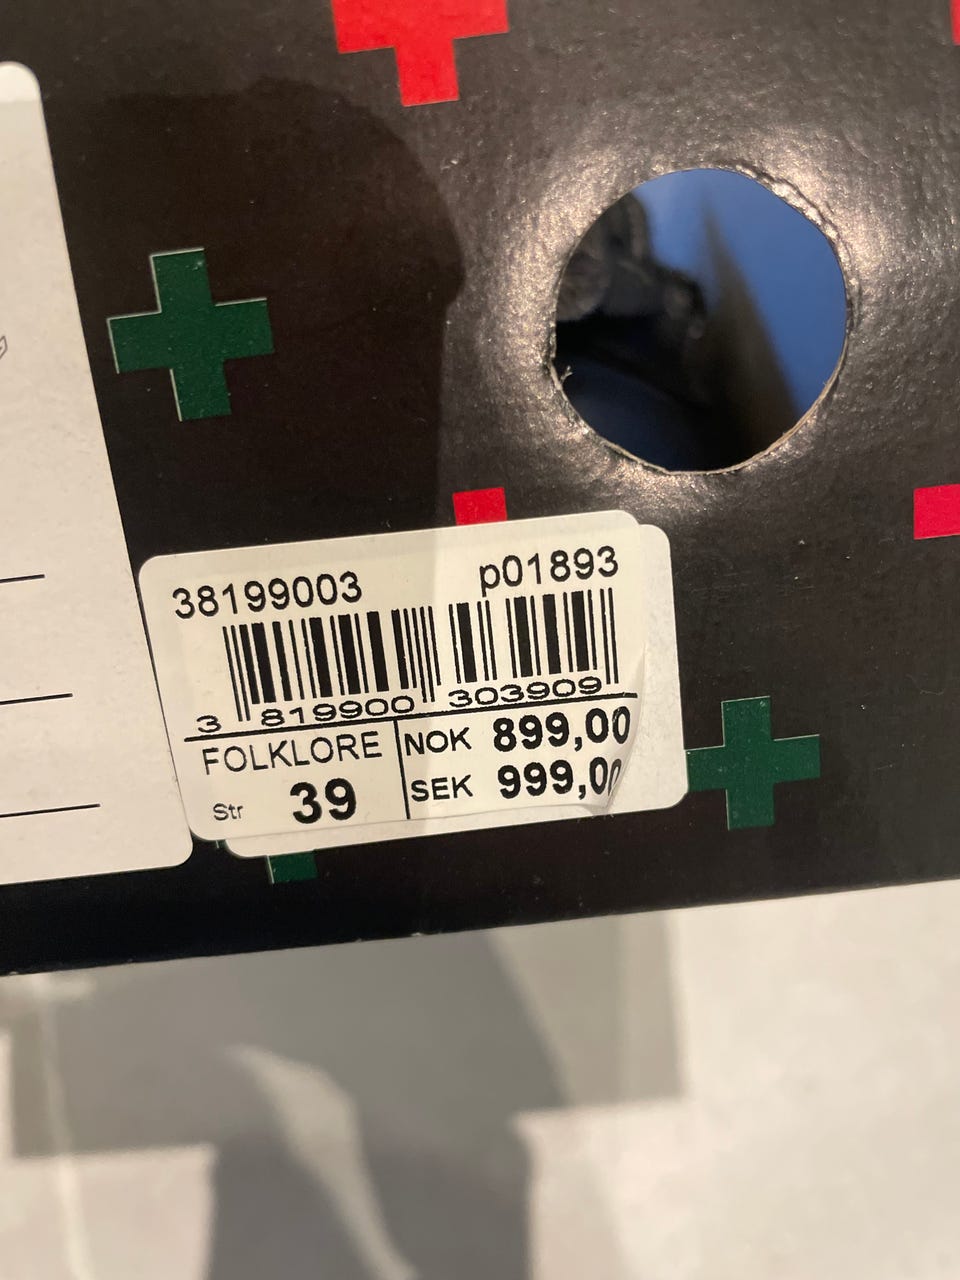 38199003 p01893
3 819900 303909
FOLKLORE NOK 899,00
Str 39 SEK 999,00